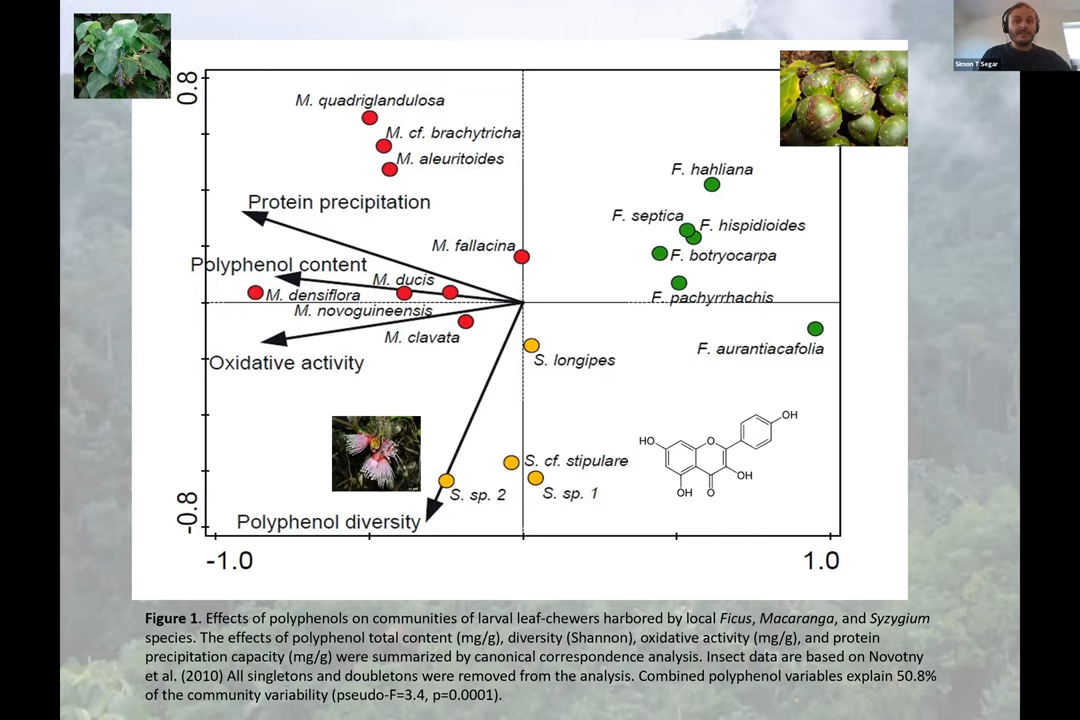 Simon T Segar
0.8
M. quadriglandulosa
M. cf. brachytricha
M. aleuritoides
F. hahliana
Protein precipitation
F. septica
F. hispidioides
M. fallacina
F. botryocarpa
Polyphenol content
M. ducis
M. densiflora
F. pachyrrhachis
M. novoguineensis
M. clavata
F. aurantiacafolia
Oxidative activity
S. longipes
OH
HO
O
OH
OH
O
S. cf. stipulare
S. sp. 2
S. sp. 1
-0.8
Polyphenol diversity
-1.0
1.0
Figure 1. Effects of polyphenols on communities of larval leaf-chewers harbored by local Ficus, Macaranga, and Syzygium
species. The effects of polyphenol total content (mg/g), diversity (Shannon), oxidative activity (mg/g), and protein
precipitation capacity (mg/g) were summarized by canonical correspondence analysis. Insect data are based on Novotny
et al. (2010) All singletons and doubletons were removed from the analysis. Combined polyphenol variables explain 50.8%
of the community variability (pseudo-F=3.4, p=0.0001).